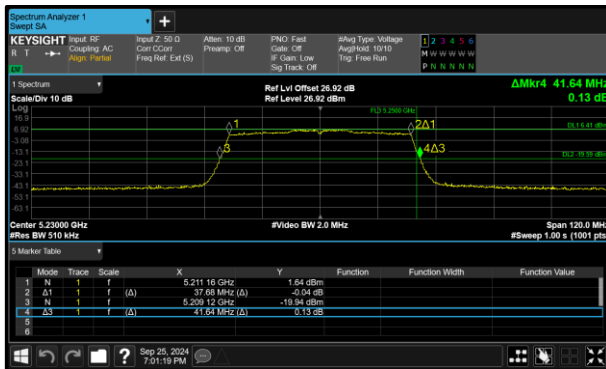 Spectrum Analyzer 1
Swept SA
KEYSIGHT Input: RF Input Z: 50 Ω Atten: 10 dB PNO: Fast #Avg Type: Voltage 1 2 3 4 5 6
R T Coupling: AC Corr CCorr Preamp: Off Gate: Off Avg|Hold: 10/10 M W W W W W
Align: Partial Freq Ref: Ext (S) IF Gain: Low Trig: Free Run
Sig Track: Off P N N N N N
1 Spectrum
Ref Lvl Offset 26.92 dB ΔMkr4 41.64 MHz
Scale/Div 10 dB Ref Level 26.92 dBm 0.13 dB
Log
16.9
6.92
-3.08
-13.1
-23.1
-33.1
-43.1
-53.1
-63.1
1
2Δ1
DL1 6.41 dBm
3
4Δ3
DL2 -19.59 dBm
Center 5.23000 GHz #Video BW 2.0 MHz Span 120.0 MHz
#Res BW 510 kHz #Sweep 1.00 s (1001 pts)
5 Marker Table
Mode Trace Scale X Y Function Function Width Function Value
1 N 1 f 5.211 16 GHz 1.64 dBm
2 Δ1 1 f (Δ) 37.68 MHz (Δ) -0.04 dB
3 N 1 f 5.209 12 GHz -19.94 dBm
4 Δ3 1 f (Δ) 41.64 MHz (Δ) 0.13 dB
5
6
Sep 25, 2024
7:01:19 PM